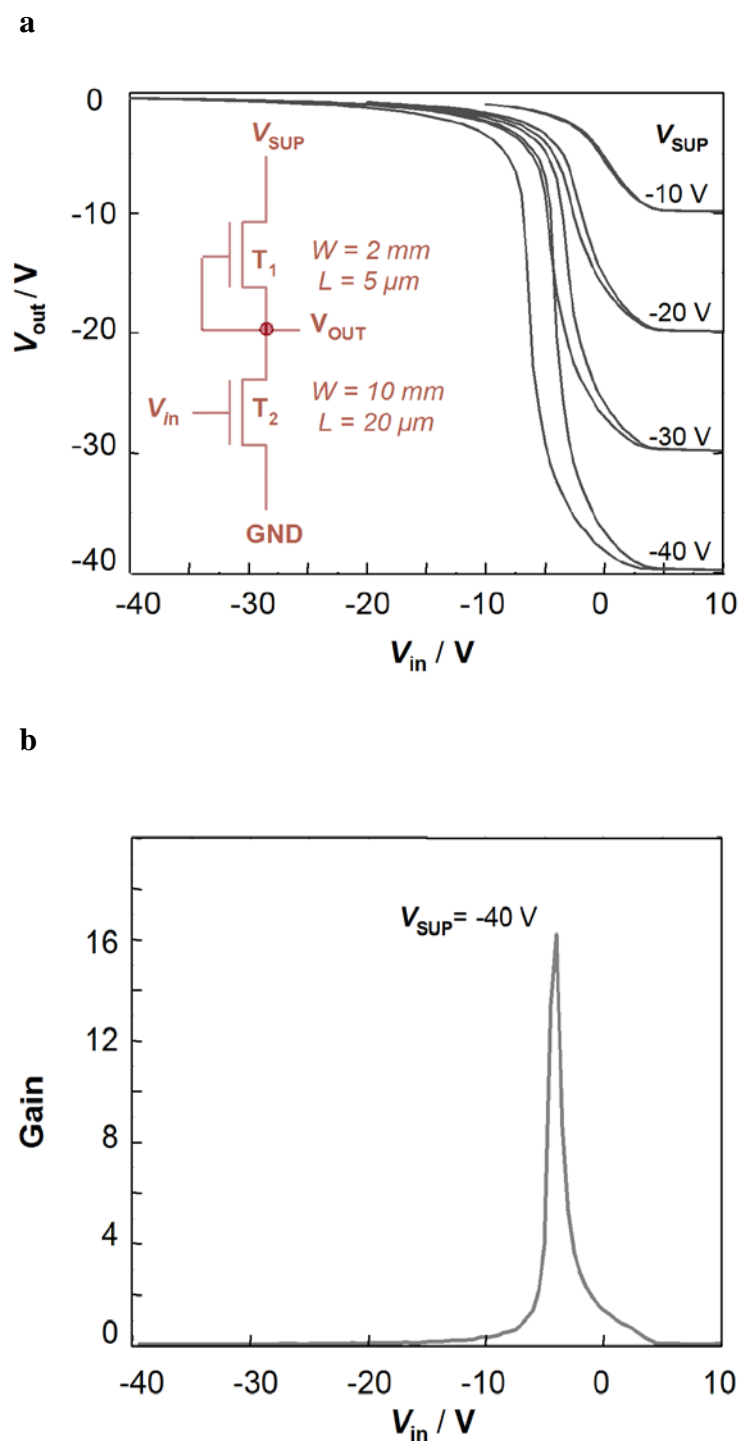 a
V_out / V
0
-10
-20
-30
-40
V_SUP
T_1
W = 2 mm
L = 5 µm
V_OUT
V_in
T_2
W = 10 mm
L = 20 µm
GND
V_SUP
-10 V
-20 V
-30 V
-40 V
-40 -30 -20 -10 0 10
V_in / V
b
Gain
16
12
8
4
0
V_SUP= -40 V
-40 -30 -20 -10 0 10
V_in / V